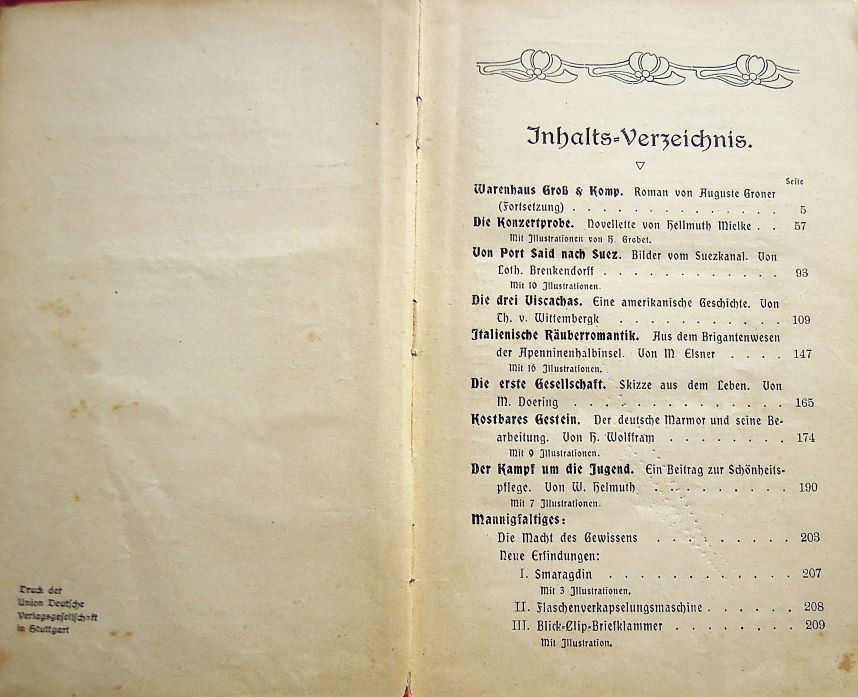 Druck der
Union Deutsche
Verlagsgesellschaft
in Stuttgart
Inhalts-Verzeichnis.
Seite
Warenhaus Groß & Komp. Roman von Auguste Groner
(Fortsetzung) . . . . . . . . . . . . . . 5
Die Konzertprobe. Novellette von Hellmuth Mielke . . 57
Mit Illustrationen von H. Grobet.
Von Port Said nach Suez. Bilder vom Suezkanal. Von
Loth. Brenkendorff . . . . . . . . . . . 93
Mit 10 Illustrationen.
Die drei Viscachas. Eine amerikanische Geschichte. Von
Th. v. Wittembergk . . . . . . . . . . 109
Italienische Räuberromantik. Aus dem Brigantenwesen
der Apenninenhalbinsel. Von M Elsner . . . . 147
Mit 16 Illustrationen.
Die erste Gesellschaft. Skizze aus dem Leben. Von
M. Doering . . . . . . . . . . . . . 165
Kostbares Gestein. Der deutsche Marmor und seine Be-
arbeitung. Von H. Wolffram . . . . . . . . 174
Mit 9 Illustrationen.
Der Kampf um die Jugend. Ein Beitrag zur Schönheits-
pflege. Von W. Helmuth . . . . . . . . . 190
Mit 7 Illustrationen.
Mannigfaltiges:
Die Macht des Gewissens . . . . . . . . . 203
Neue Erfindungen:
I. Smaragdin . . . . . . . . . . . 207
Mit 3 Illustrationen.
II. Flaschenverkapselungsmaschine . . . . . . 208
III. Blick-Clip-Briefklammer . . . . . . . . 209
Mit Illustration.